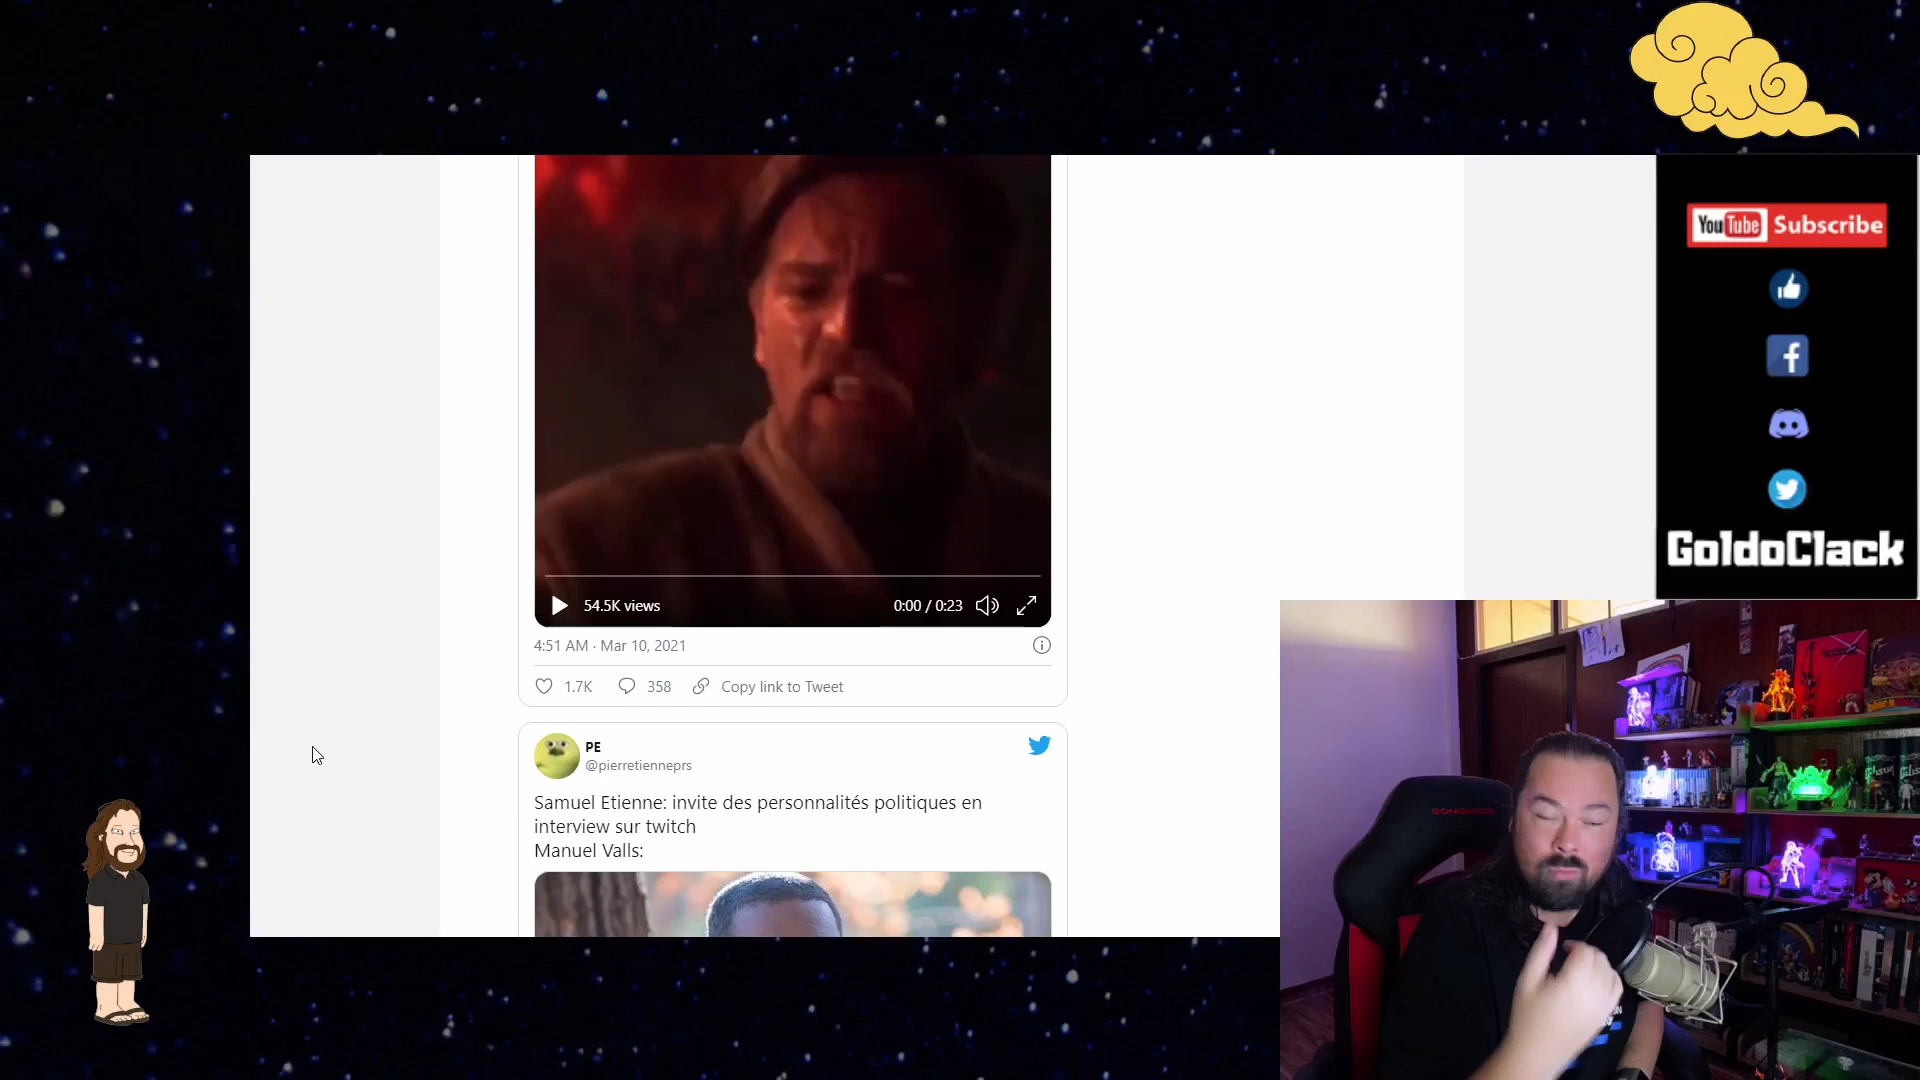 YouTube Subscribe
GoldoClack
54.5K views
0:00 / 0:23
4:51 AM · Mar 10, 2021
1.7K
358
Copy link to Tweet
PE
@pierretienneprs
Samuel Etienne: invite des personnalités politiques en
interview sur twitch
Manuel Valls: